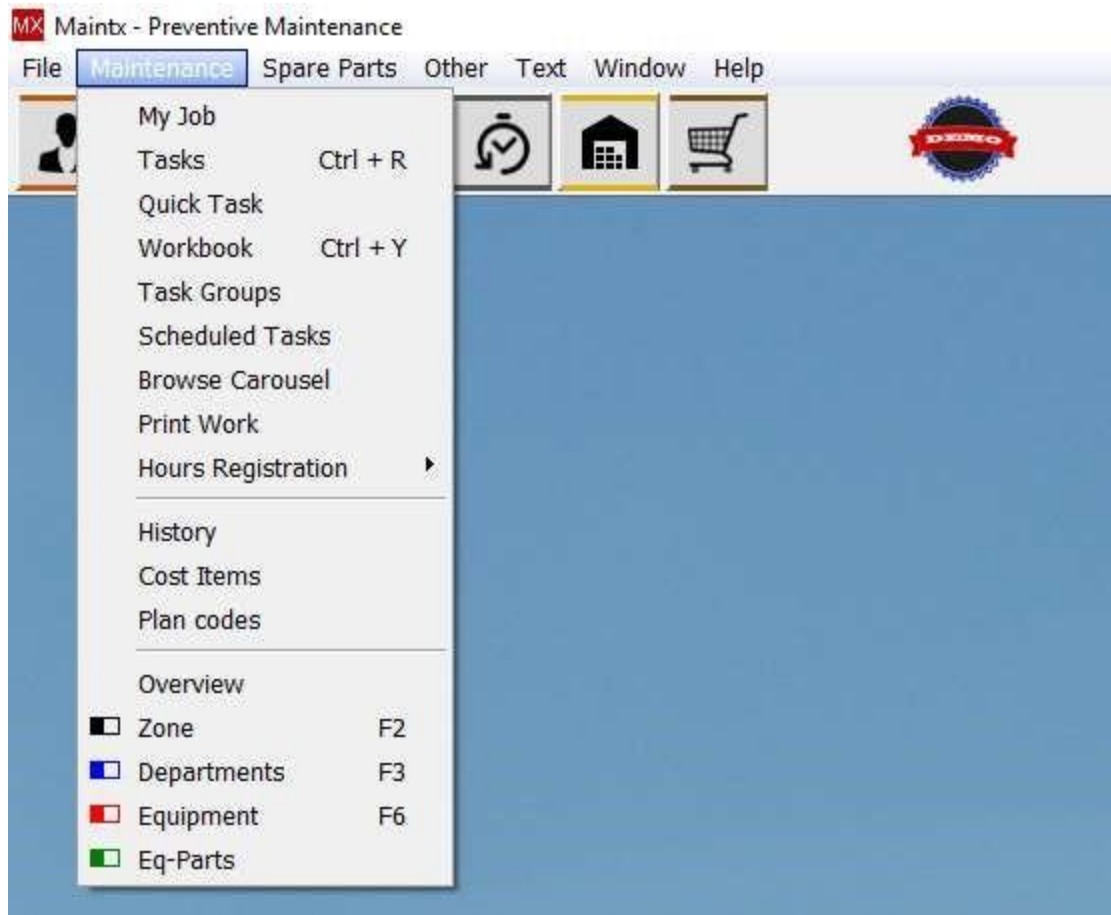 MX Maintx - Preventive Maintenance
File Maintenance Spare Parts Other Text Window Help
DEMO
My Job
Tasks Ctrl + R
Quick Task
Workbook Ctrl + Y
Task Groups
Scheduled Tasks
Browse Carousel
Print Work
Hours Registration
History
Cost Items
Plan codes
Overview
Zone F2
Departments F3
Equipment F6
Eq-Parts